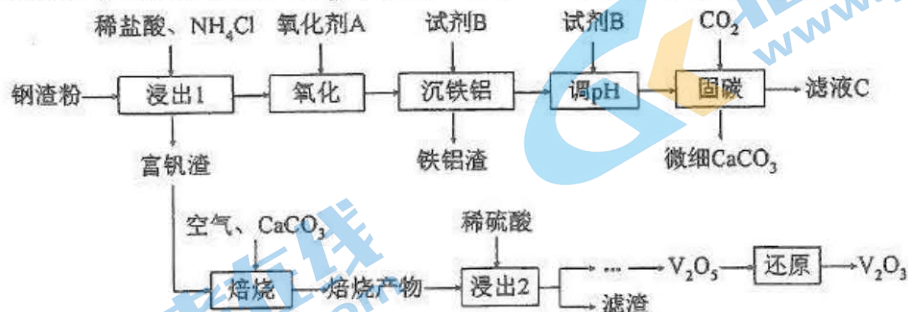 稀盐酸、NH₄Cl 氧化剂A 试剂B 试剂B CO₂
钢渣粉 浸出1 氧化 沉铁铝 调pH 固碳 滤液C
富钒渣 铁铝渣 微细CaCO₃
空气、CaCO₃ 稀硫酸
焙烧 焙烧产物 浸出2 ... V₂O₅ 还原 V₂O₃
滤渣